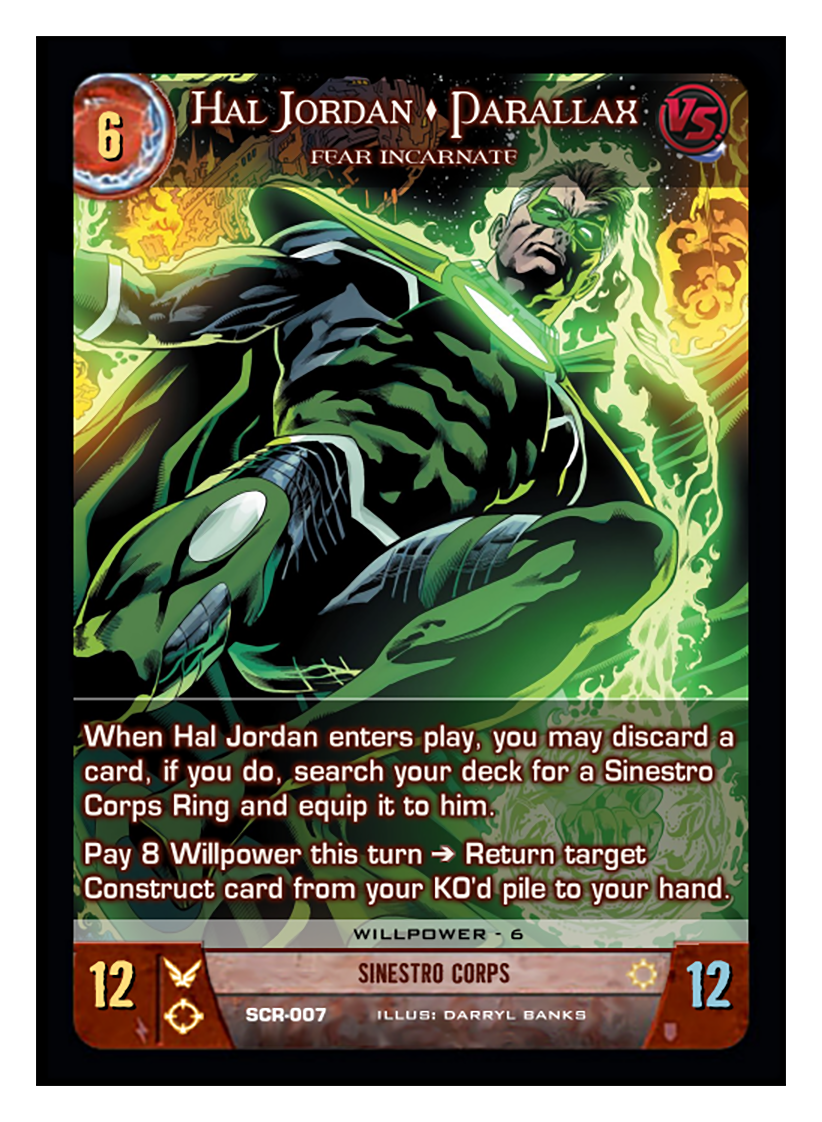 6
HAL JORDAN ♦ PARALLAX
VS.
FEAR INCARNATE
When Hal Jordan enters play, you may discard a
card, if you do, search your deck for a Sinestro
Corps Ring and equip it to him.
Pay 8 Willpower this turn ➔ Return target
Construct card from your KO'd pile to your hand.
WILLPOWER - 6
12
SINESTRO CORPS
12
SCR-007 ILLUS: DARRYL BANKS